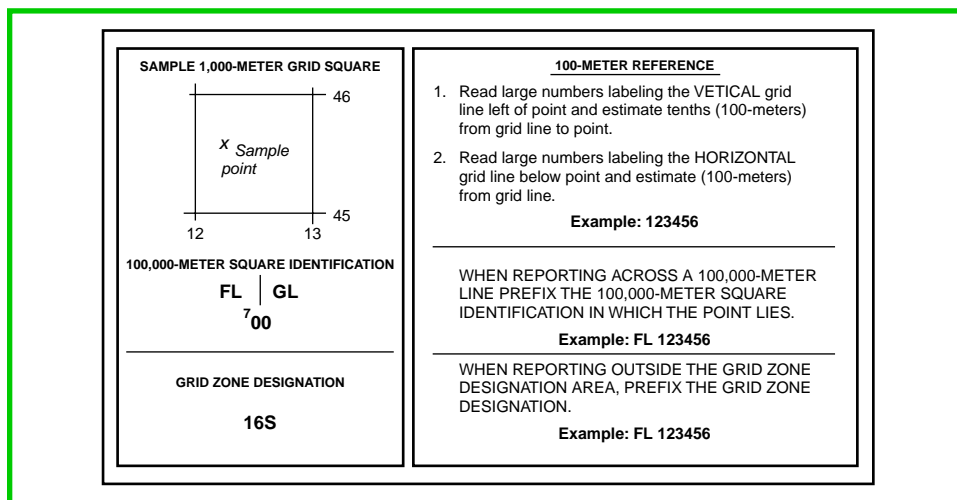 SAMPLE 1,000-METER GRID SQUARE
46
x Sample
point
45
12 13
100,000-METER SQUARE IDENTIFICATION
FL GL
⁷00
GRID ZONE DESIGNATION
16S
100-METER REFERENCE
1. Read large numbers labeling the VETICAL grid
line left of point and estimate tenths (100-meters)
from grid line to point.
2. Read large numbers labeling the HORIZONTAL
grid line below point and estimate (100-meters)
from grid line.
Example: 123456
WHEN REPORTING ACROSS A 100,000-METER
LINE PREFIX THE 100,000-METER SQUARE
IDENTIFICATION IN WHICH THE POINT LIES.
Example: FL 123456
WHEN REPORTING OUTSIDE THE GRID ZONE
DESIGNATION AREA, PREFIX THE GRID ZONE
DESIGNATION.
Example: FL 123456